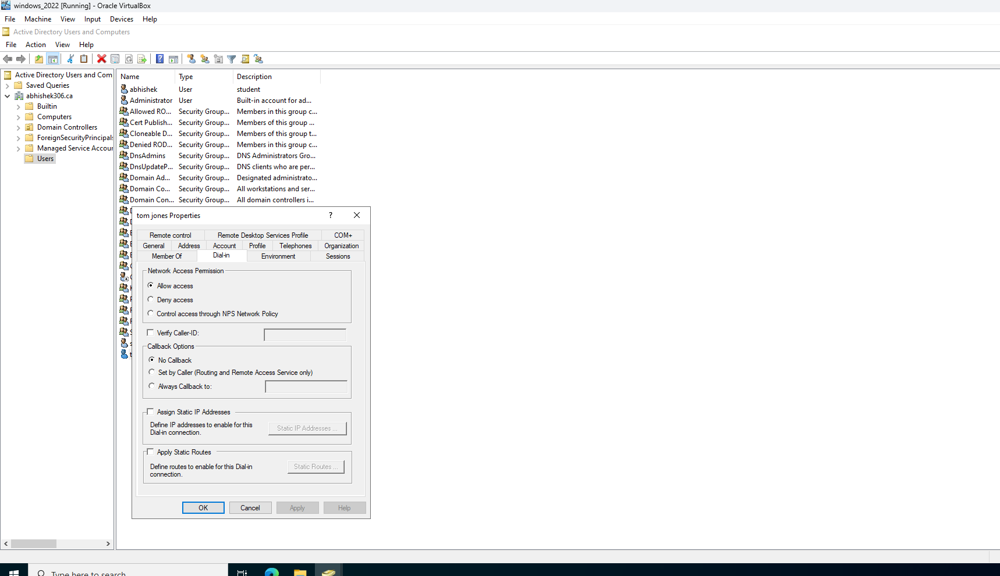 windows_2022 [Running] - Oracle VirtualBox
File Machine View Input Devices Help
Active Directory Users and Computers
File Action View Help
Active Directory Users and Com
Saved Queries
abhishek306.ca
Builtin
Computers
Domain Controllers
ForeignSecurityPrincipals
Managed Service Accour
Users
Name Type Description
abhishek User student
Administrator User Built-in account for ad...
Allowed RO... Security Group... Members in this group c...
Cert Publish... Security Group... Members of this group ...
Cloneable D... Security Group... Members of this group t...
Denied ROD... Security Group... Members in this group c...
DnsAdmins Security Group... DNS Administrators Gro...
DnsUpdateP... Security Group... DNS clients who are per...
Domain Ad... Security Group... Designated administrato...
Domain Co... Security Group... All workstations and ser...
Domain Con... Security Group... All domain controllers i...
tom jones Properties
Remote control Remote Desktop Services Profile COM+
General Address Account Profile Telephones Organization
Member Of Dial-in Environment Sessions
Network Access Permission
Allow access
Deny access
Control access through NPS Network Policy
Verify Caller-ID:
Callback Options
No Callback
Set by Caller (Routing and Remote Access Service only)
Always Callback to:
Assign Static IP Addresses
Define IP addresses to enable for this
Dial-in connection.
Static IP Addresses ...
Apply Static Routes
Define routes to enable for this Dial-in
connection.
Static Routes ...
OK Cancel Apply Help
Type here to search